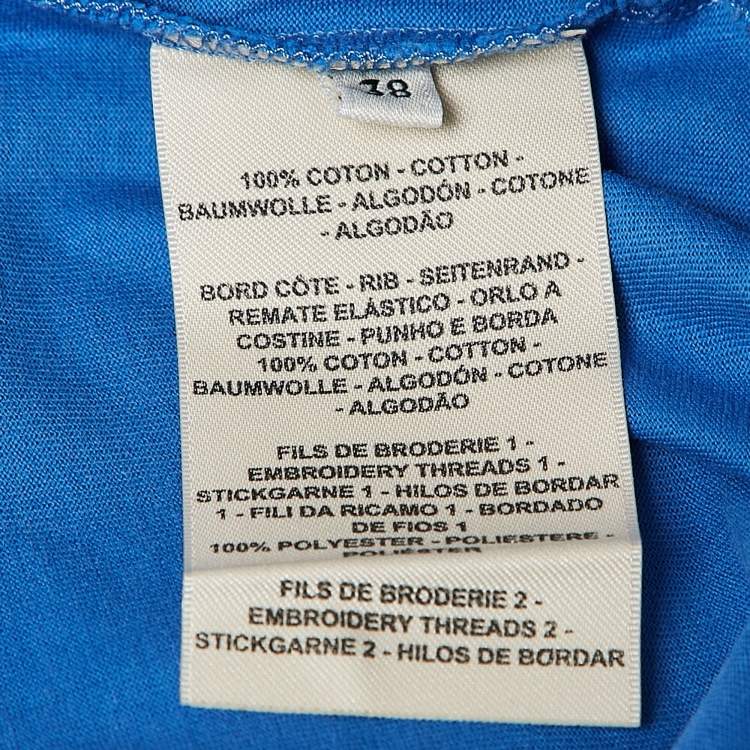 38
100% COTON - COTTON -
BAUMWOLLE - ALGODÓN - COTONE
- ALGODÃO
BORD CÔTE - RIB - SEITENRAND -
REMATE ELÁSTICO - ORLO A
COSTINE - PUNHO E BORDA
100% COTON - COTTON -
BAUMWOLLE - ALGODÓN - COTONE
- ALGODÃO
FILS DE BRODERIE 1 -
EMBROIDERY THREADS 1 -
STICKGARNE 1 - HILOS DE BORDAR
1 - FILI DA RICAMO 1 - BORDADO
DE FIOS 1
100% POLYESTER - POLIESTERE -
POLIÉSTER
FILS DE BRODERIE 2 -
EMBROIDERY THREADS 2 -
STICKGARNE 2 - HILOS DE BORDAR